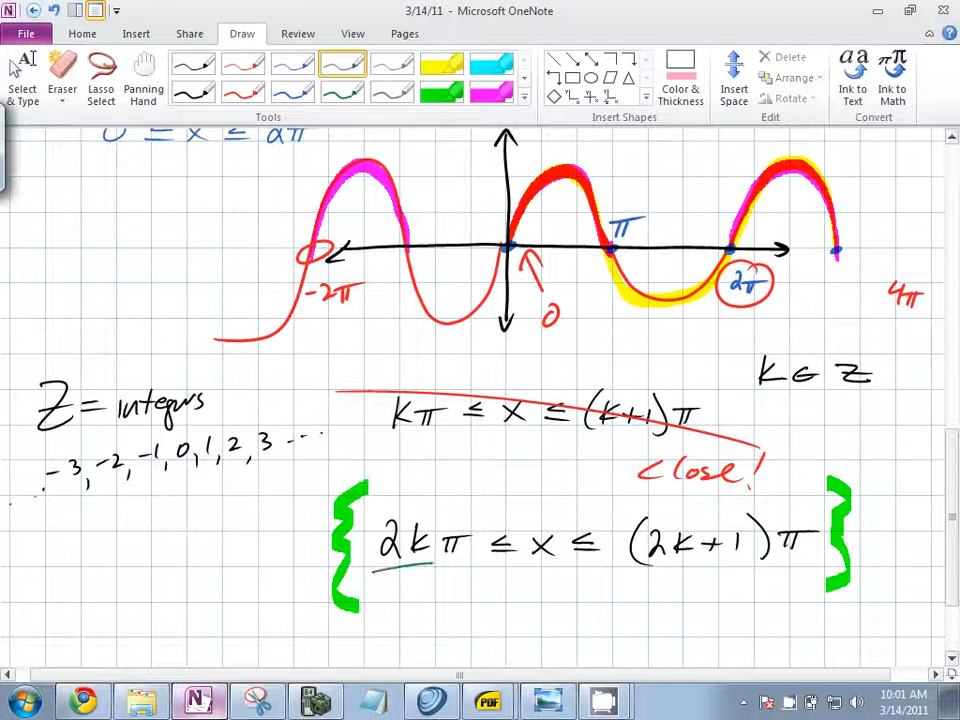 3/14/11 - Microsoft OneNote
File Home Insert Share Draw Review View Pages
Select & Type
Eraser
Lasso Select
Panning Hand
Color & Thickness
Insert Space
Delete
Arrange
Rotate
Ink to Text
Ink to Math
Tools
Insert Shapes
Edit
Convert
0 ≤ x ≤ 2π
π
-2π
2π
4π
0
k ∈ Z
Z = integers
kπ ≤ x ≤ (k+1)π
... -3, -2, -1, 0, 1, 2, 3 ...
close!
{ 2kπ ≤ x ≤ (2k+1)π }
PDF
10:01 AM
3/14/2011